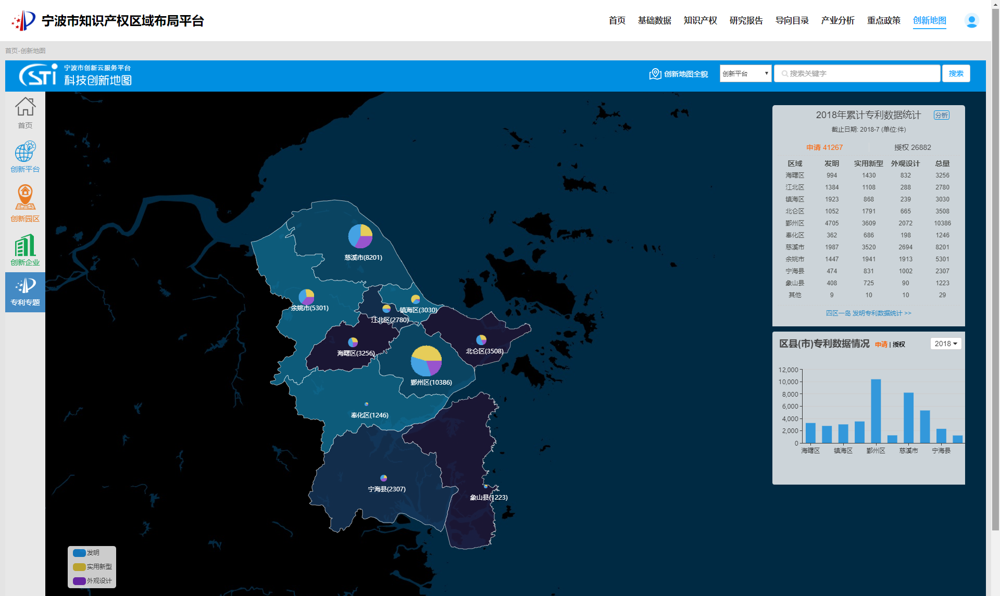 宁波市知识产权区域布局平台
首页 基础数据 知识产权 研究报告 导向目录 产业分析 重点政策 创新地图
首页-创新地图
CSTi 宁波市创新云服务平台
科技创新地图
创新地图全貌 创新平台 搜索关键字 搜索
首页
创新平台
创新园区
创新企业
专利专题
慈溪市(8201)
余姚市(5301)
镇海区(3030)
江北区(2780)
海曙区(3256)
北仑区(3508)
鄞州区(10386)
奉化区(1246)
宁海县(2307)
象山县(1223)
发明
实用新型
外观设计
2018年累计专利数据统计 分析
截止日期: 2018-7 (单位:件)
申请 41267 授权 26882
区域 发明 实用新型 外观设计 总量
海曙区 994 1430 832 3256
江北区 1384 1108 288 2780
镇海区 1923 868 239 3030
北仑区 1052 1791 665 3508
鄞州区 4705 3609 2072 10386
奉化区 362 686 198 1246
慈溪市 1987 3520 2694 8201
余姚市 1447 1941 1913 5301
宁海县 474 831 1002 2307
象山县 408 725 90 1223
其他 9 10 10 29
四区一岛 发明专利数据统计 >>
区县(市)专利数据情况 申请 | 授权 2018
12,000
10,000
8,000
6,000
4,000
2,000
0
海曙区 镇海区 鄞州区 慈溪市 宁海县